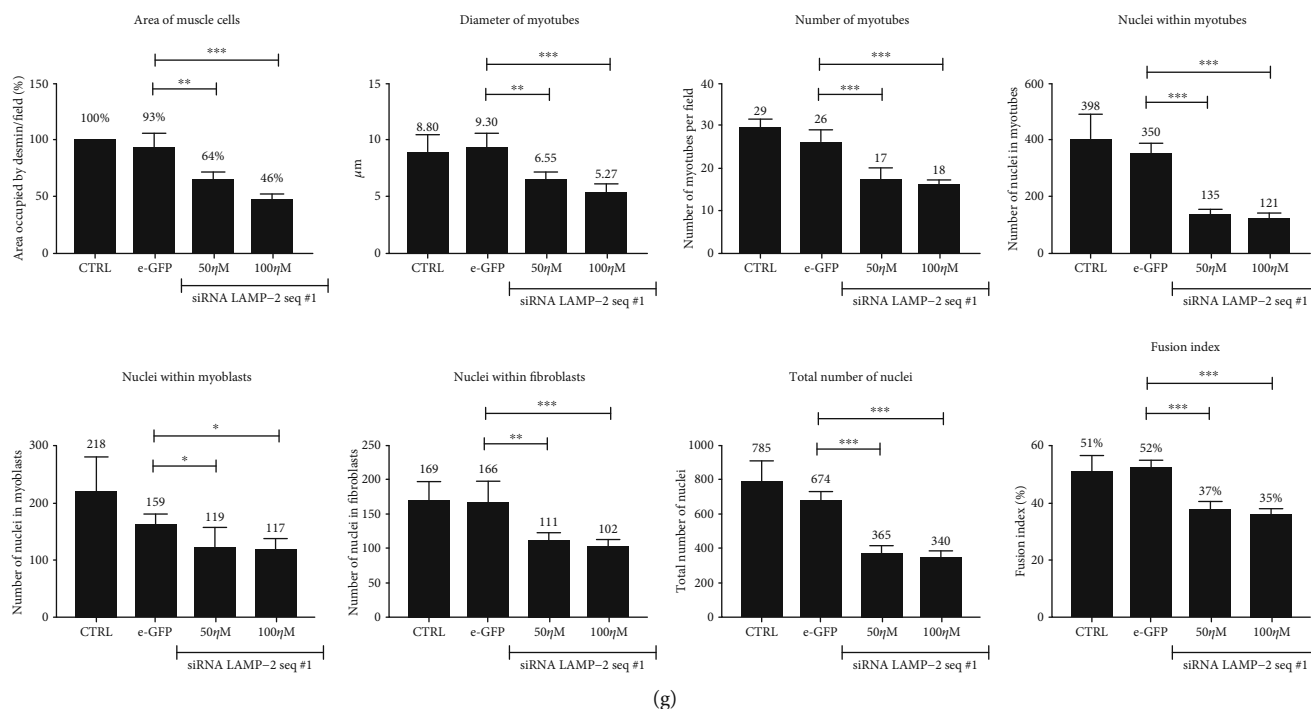 Area of muscle cells
***
**
Area occupied by desmin/field (%)
150
100
50
0
100%
93%
64%
46%
CTRL
e-GFP
50ηM
100ηM
siRNA LAMP–2 seq #1
Diameter of myotubes
***
**
μm
15
10
5
0
8.80
9.30
6.55
5.27
CTRL
e-GFP
50ηM
100ηM
siRNA LAMP–2 seq #1
Number of myotubes
***
***
Number of myotubes per field
40
30
20
10
0
29
26
17
18
CTRL
e-GFP
50ηM
100ηM
siRNA LAMP–2 seq #1
Nuclei within myotubes
***
***
Number of nuclei in myotubes
600
400
200
0
398
350
135
121
CTRL
e-GFP
50ηM
100ηM
siRNA LAMP–2 seq #1
Nuclei within myoblasts
*
*
Number of nuclei in myoblasts
300
200
100
0
218
159
119
117
CTRL
e-GFP
50ηM
100ηM
siRNA LAMP–2 seq #1
Nuclei within fibroblasts
***
**
Number of nuclei in fibroblasts
250
200
150
100
50
0
169
166
111
102
CTRL
e-GFP
50ηM
100ηM
siRNA LAMP–2 seq #1
Total number of nuclei
***
***
Total number of nuclei
1000
800
600
400
200
0
785
674
365
340
CTRL
e-GFP
50ηM
100ηM
siRNA LAMP–2 seq #1
Fusion index
***
***
Fusion index (%)
60
40
20
0
51%
52%
37%
35%
CTRL
e-GFP
50ηM
100ηM
siRNA LAMP–2 seq #1
(g)